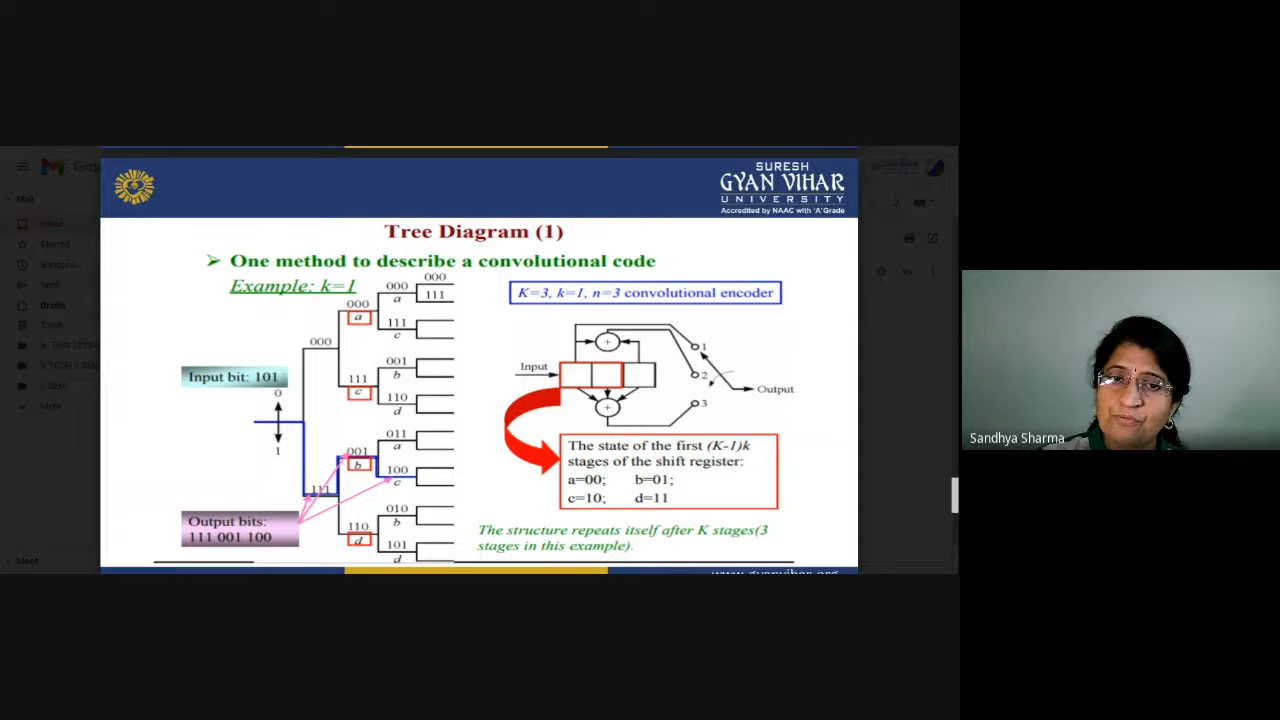 SURESH
GYAN VIHAR
UNIVERSITY
Accredited by NAAC with 'A' Grade
Mail
Starred
Snoozed
Sent
Drafts
Trash
More
Meet
Tree Diagram (1)
➢ One method to describe a convolutional code
Example: k=1
K=3, k=1, n=3 convolutional encoder
000
000
111
000
a
000
a
111
c
000
001
b
111
c
110
d
Input bit: 101
0
1
011
a
001
b
100
c
111
010
b
110
d
101
d
Output bits:
111 001 100
Input
+
+
1
2
3
Output
The state of the first (K-1)k
stages of the shift register:
a=00; b=01;
c=10; d=11
The structure repeats itself after K stages(3
stages in this example).
Sandhya Sharma